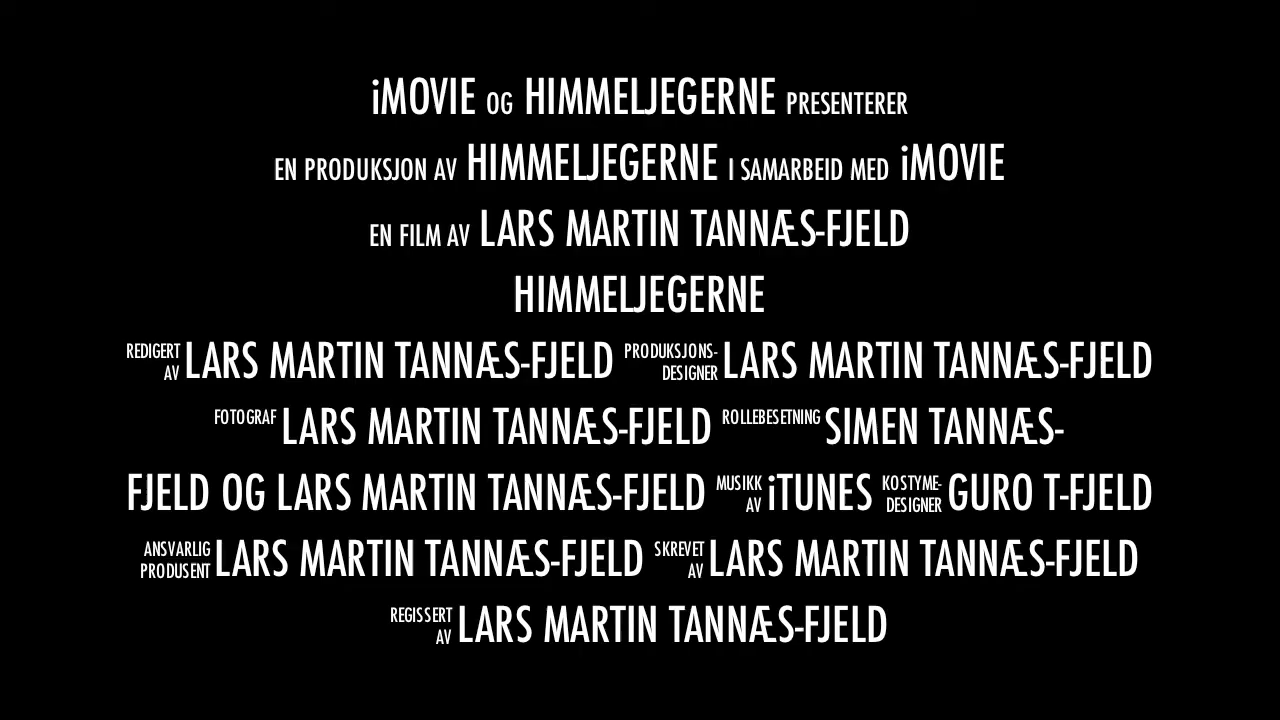 iMOVIE OG HIMMELJEGERNE PRESENTERER
EN PRODUKSJON AV HIMMELJEGERNE I SAMARBEID MED iMOVIE
EN FILM AV LARS MARTIN TANNÆS-FJELD
HIMMELJEGERNE
REDIGERT AV LARS MARTIN TANNÆS-FJELD PRODUKSJONS-DESIGNER LARS MARTIN TANNÆS-FJELD
FOTOGRAF LARS MARTIN TANNÆS-FJELD ROLLEBESETNING SIMEN TANNÆS-
FJELD OG LARS MARTIN TANNÆS-FJELD MUSIKK AV iTUNES KOSTYME-DESIGNER GURO T-FJELD
ANSVARLIG PRODUSENT LARS MARTIN TANNÆS-FJELD SKREVET AV LARS MARTIN TANNÆS-FJELD
REGISSERT AV LARS MARTIN TANNÆS-FJELD